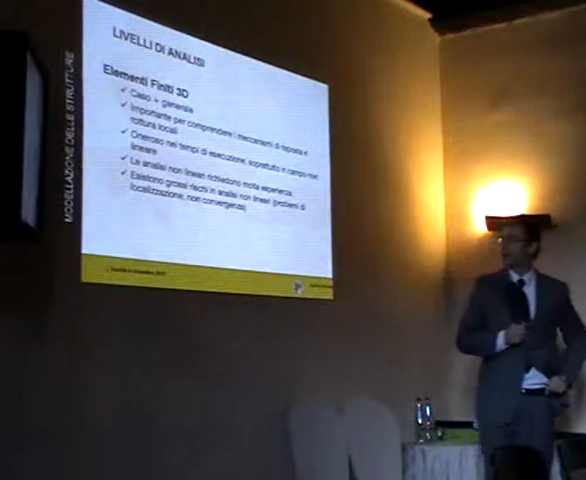 LIVELLI DI ANALISI
Elementi Finiti 3D
✓ Caso + generale
✓ Importante per comprendere i meccanismi di risposta e
rottura locali
✓ Oneroso nei tempi di esecuzione, soprattutto in campo non
lineare
✓ Le analisi non lineari richiedono molta esperienza
✓ Esistono grossi rischi in analisi non lineari (problemi di
localizzazione, non convergenza)
MODELLAZIONE DELLE STRUTTURE